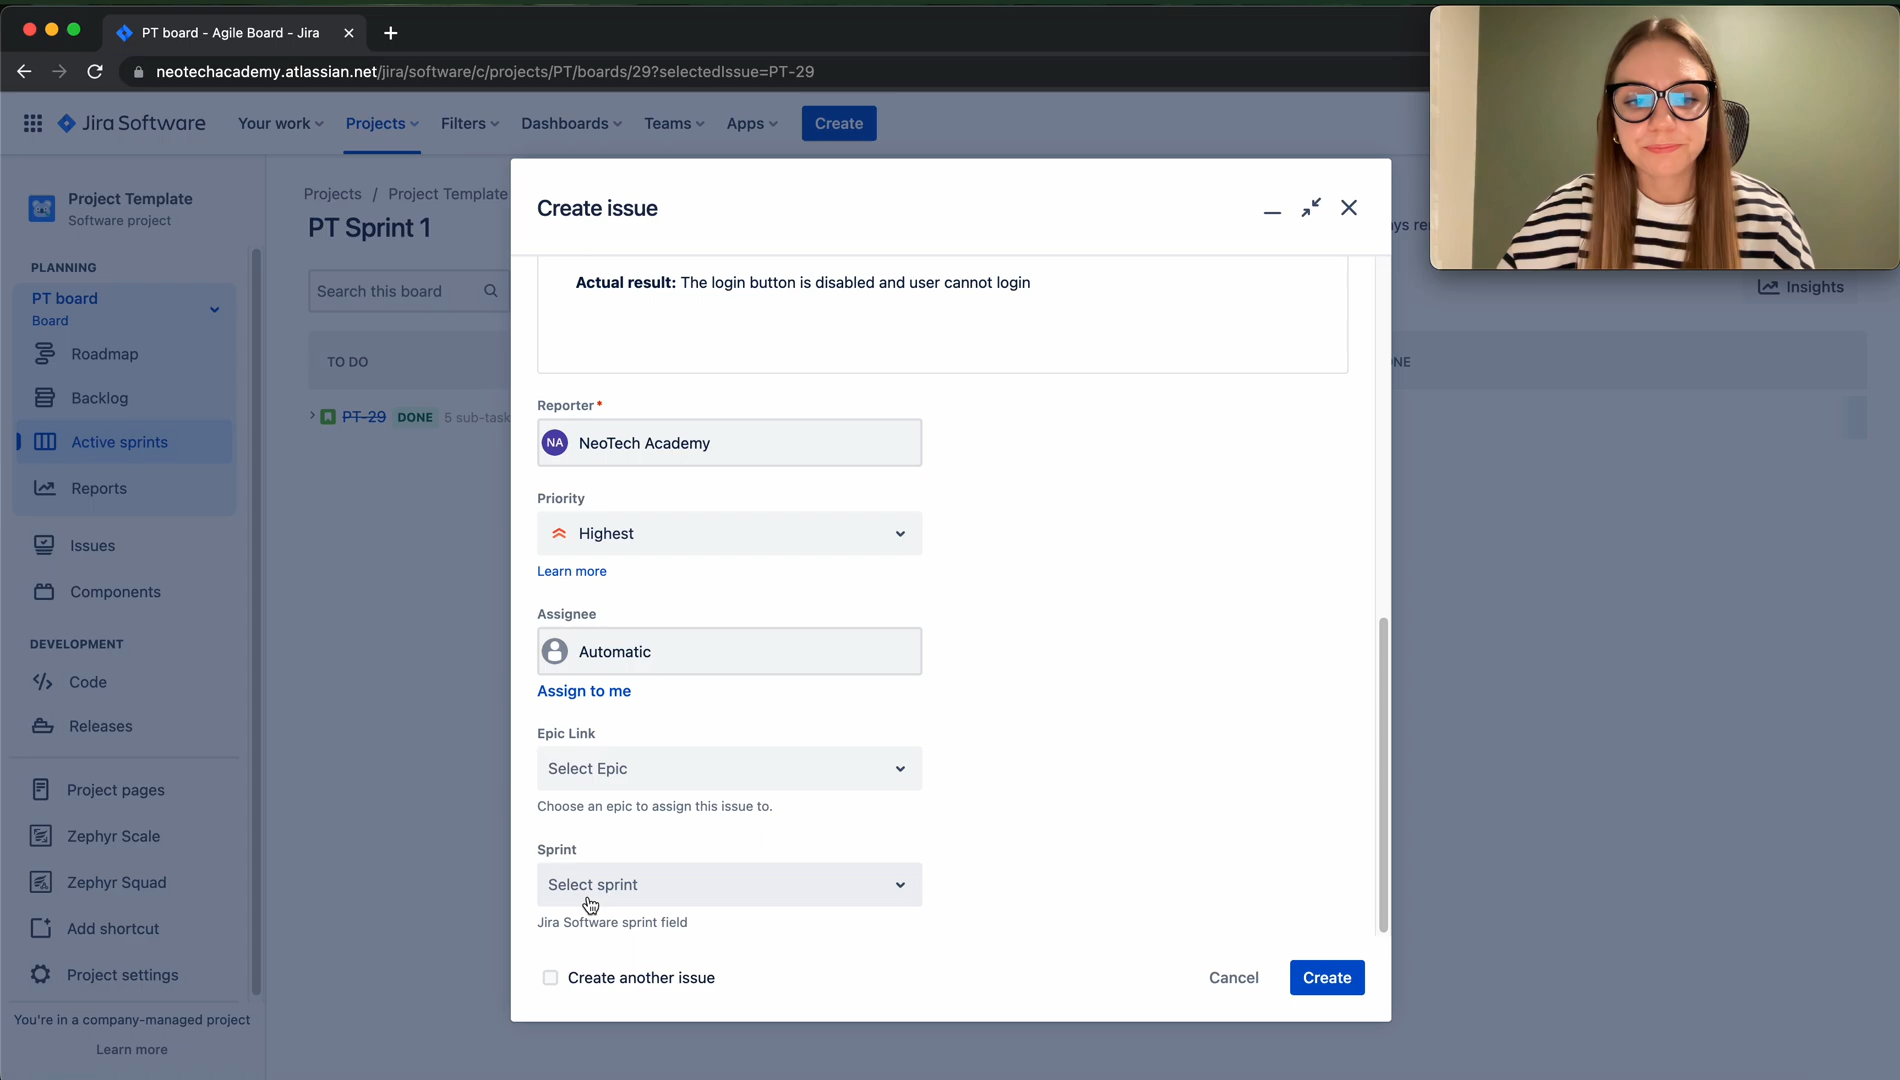 PT board - Agile Board - Jira
neotechacademy.atlassian.net/jira/software/c/projects/PT/boards/29?selectedIssue=PT-29
Jira Software
Your work
Projects
Filters
Dashboards
Teams
Apps
Create
Project Template
Software project
PLANNING
PT board
Board
Roadmap
Backlog
Active sprints
Reports
Issues
Components
DEVELOPMENT
Code
Releases
Project pages
Zephyr Scale
Zephyr Squad
Add shortcut
Project settings
You're in a company-managed project
Learn more
Projects / Project Template
PT Sprint 1
Search this board
Insights
TO DO
PT-29 DONE 5 sub-task
Create issue
Actual result: The login button is disabled and user cannot login
Reporter *
NA NeoTech Academy
Priority
Highest
Learn more
Assignee
Automatic
Assign to me
Epic Link
Select Epic
Choose an epic to assign this issue to.
Sprint
Select sprint
Jira Software sprint field
Create another issue
Cancel
Create